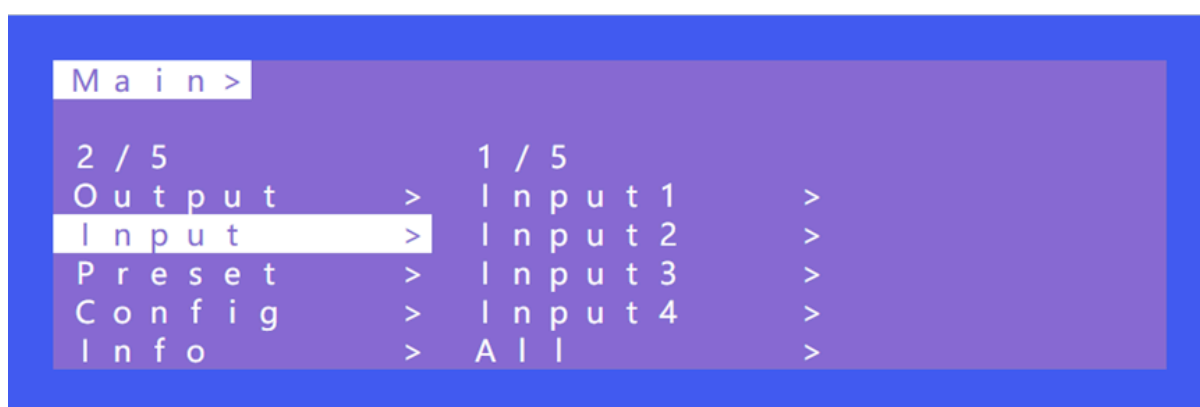 Main>
2/5 1/5
Output > Input1 >
Input > Input2 >
Preset > Input3 >
Config > Input4 >
Info > All >